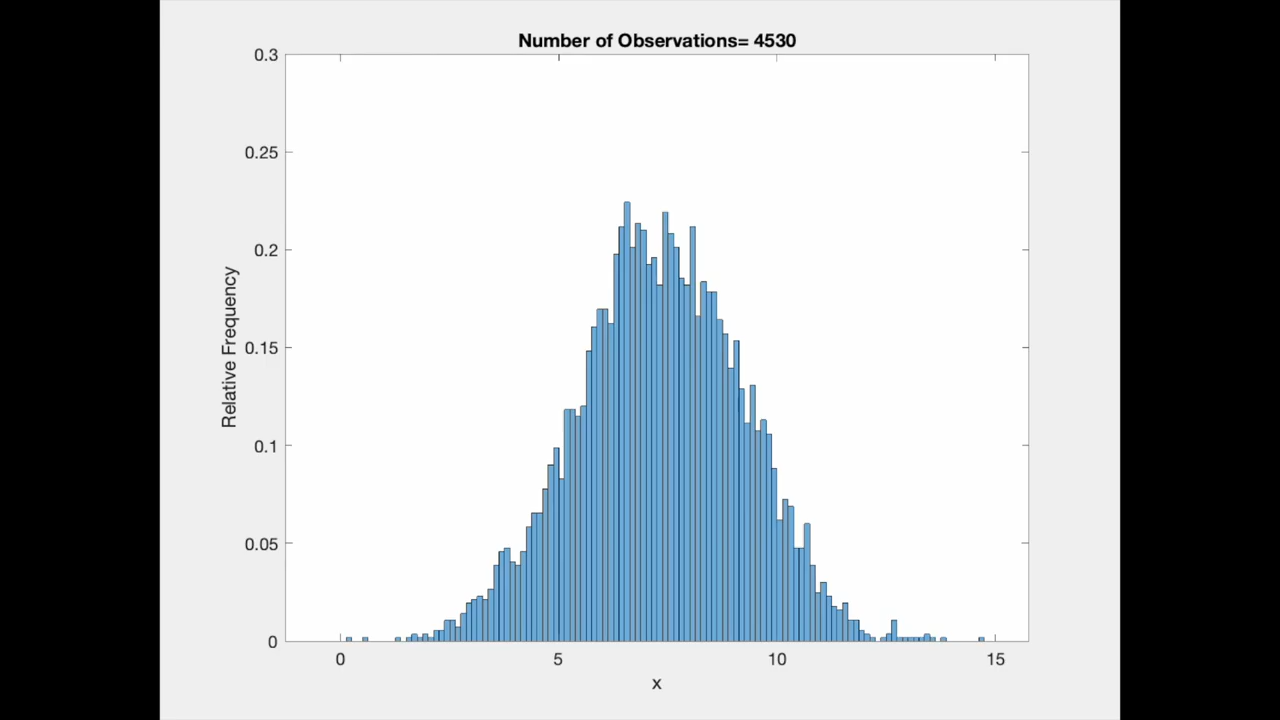 Number of Observations= 4530
0.3
0.25
0.2
0.15
0.1
0.05
0
Relative Frequency
0 5 10 15
x